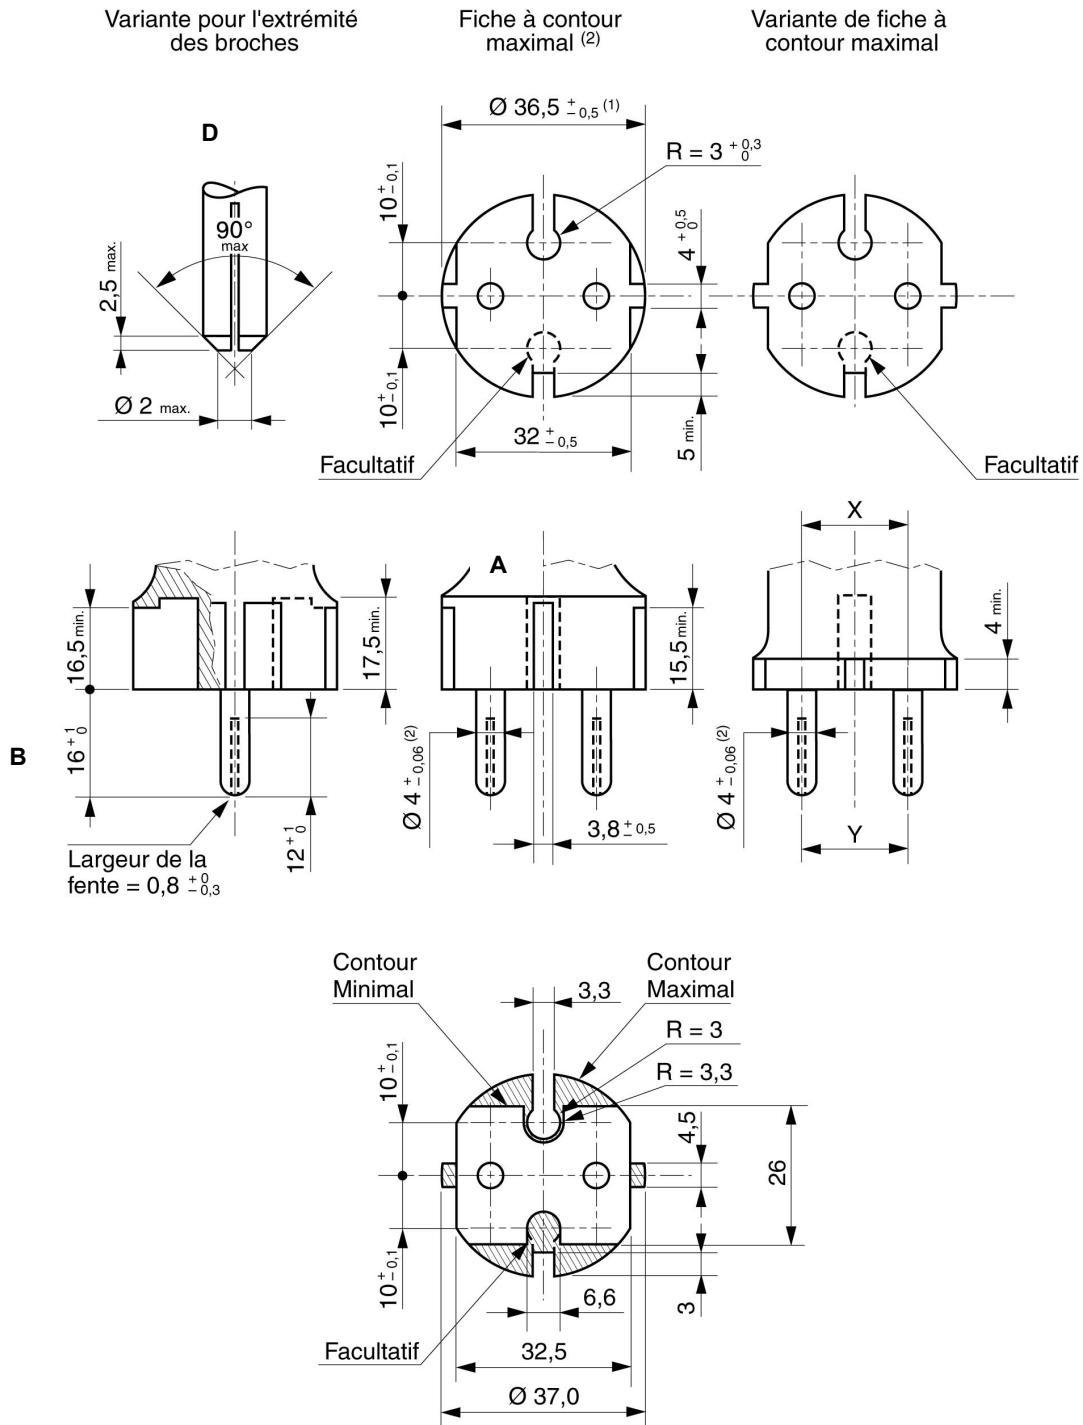 Variante pour l'extrémité
des broches
Fiche à contour
maximal (2)
Variante de fiche à
contour maximal
D
90°
max
2,5 max.
Ø 2 max.
Ø 36,5 ± 0,5 (1)
R = 3 +0,3 0
10 ± 0,1
10 ± 0,1
4 +0,5 0
5 min.
32 ± 0,5
Facultatif
Facultatif
A
B
16,5 min.
17,5 min.
16 +1 0
12 +1 0
Largeur de la
fente = 0,8 +0 −0,3
15,5 min.
Ø 4 ± 0,06 (2)
3,8 ± 0,5
X
4 min.
Ø 4 ± 0,06 (2)
Y
Contour
Minimal
Contour
Maximal
3,3
R = 3
R = 3,3
10 ± 0,1
10 ± 0,1
4,5
26
3
6,6
Facultatif
32,5
Ø 37,0